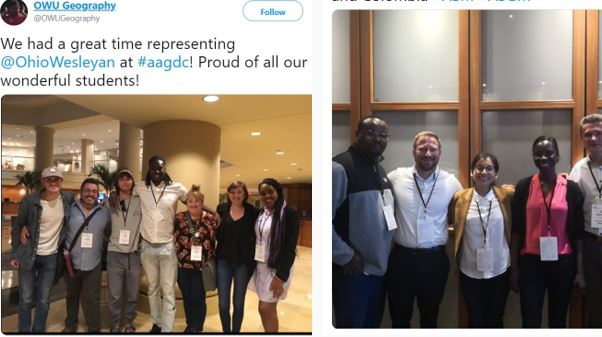 OWU Geography
@OWUGeography
Follow
We had a great time representing
@OhioWesleyan at #aagdc! Proud of all our
wonderful students!